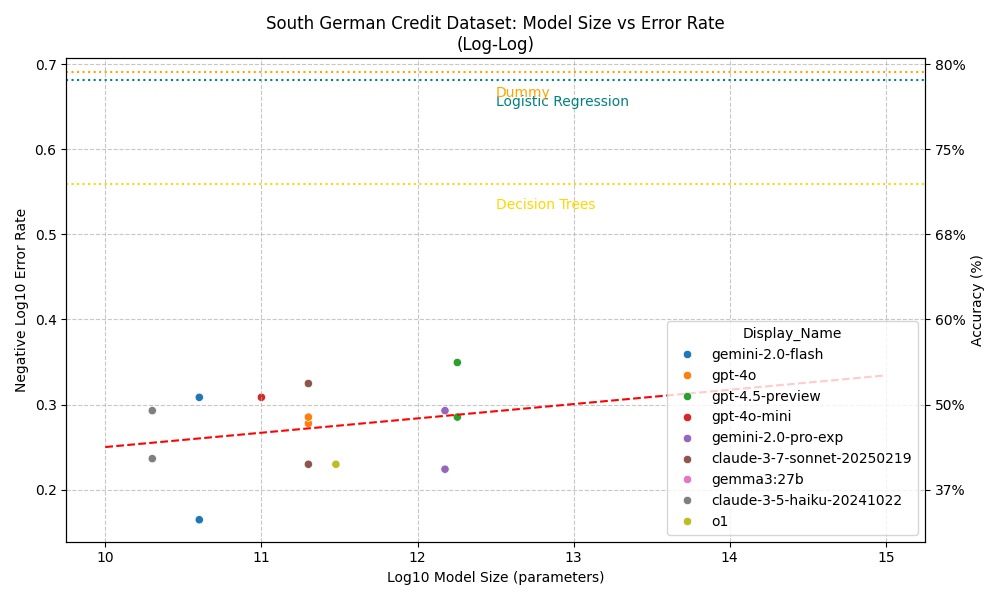 South German Credit Dataset: Model Size vs Error Rate
(Log-Log)
Negative Log10 Error Rate
0.7
0.6
0.5
0.4
0.3
0.2
Dummy
Logistic Regression
Decision Trees
80%
75%
68%
60%
50%
37%
Accuracy (%)
Display_Name
gemini-2.0-flash
gpt-4o
gpt-4.5-preview
gpt-4o-mini
gemini-2.0-pro-exp
claude-3-7-sonnet-20250219
gemma3:27b
claude-3-5-haiku-20241022
o1
10 11 12 13 14 15
Log10 Model Size (parameters)